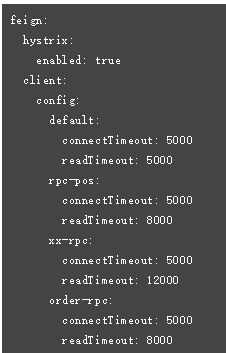 feign:
  hystrix:
    enabled: true
  client:
    config:
      default:
        connectTimeout: 5000
        readTimeout: 5000
      rpc-pos:
        connectTimeout: 5000
        readTimeout: 8000
      xx-rpc:
        connectTimeout: 5000
        readTimeout: 12000
      order-rpc:
        connectTimeout: 5000
        readTimeout: 8000